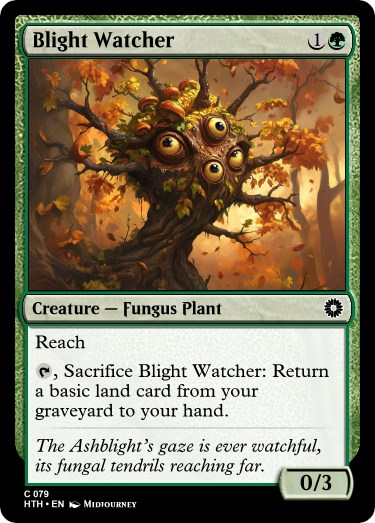 Blight Watcher 1
Creature — Fungus Plant
Reach
, Sacrifice Blight Watcher: Return
a basic land card from your
graveyard to your hand.
The Ashblight's gaze is ever watchful,
its fungal tendrils reaching far.
0/3
C 079
HTH • EN Midjourney